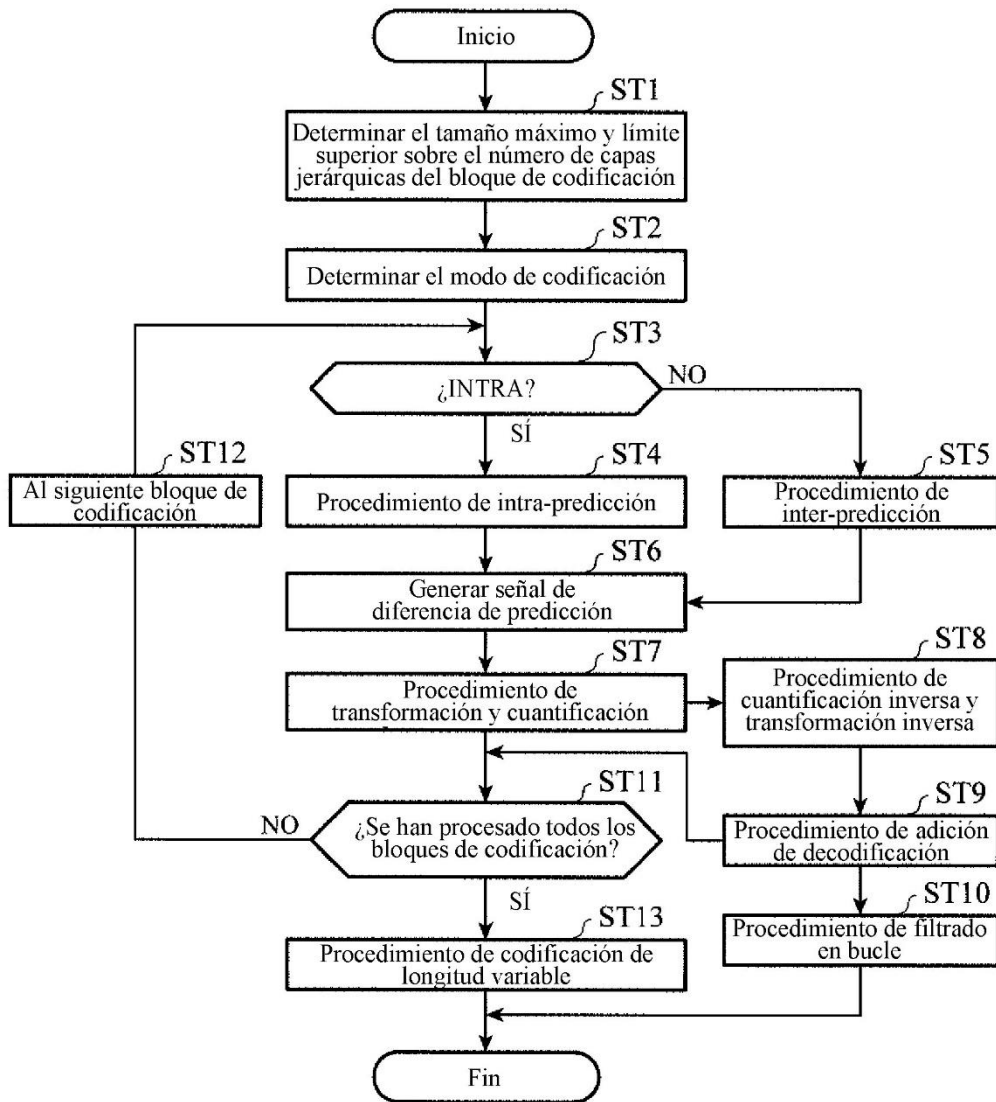 Inicio
ST1
Determinar el tamaño máximo y límite
superior sobre el número de capas
jerárquicas del bloque de codificación
ST2
Determinar el modo de codificación
ST3
¿INTRA?
NO
SÍ
ST12
Al siguiente bloque de
codificación
ST4
Procedimiento de intra-predicción
ST5
Procedimiento de
inter-predicción
ST6
Generar señal de
diferencia de predicción
ST7
Procedimiento de
transformación y cuantificación
ST8
Procedimiento de
cuantificación inversa y
transformación inversa
ST11
NO
¿Se han procesado todos los
bloques de codificación?
SÍ
ST9
Procedimiento de adición
de decodificación
ST10
Procedimiento de filtrado
en bucle
ST13
Procedimiento de codificación de
longitud variable
Fin